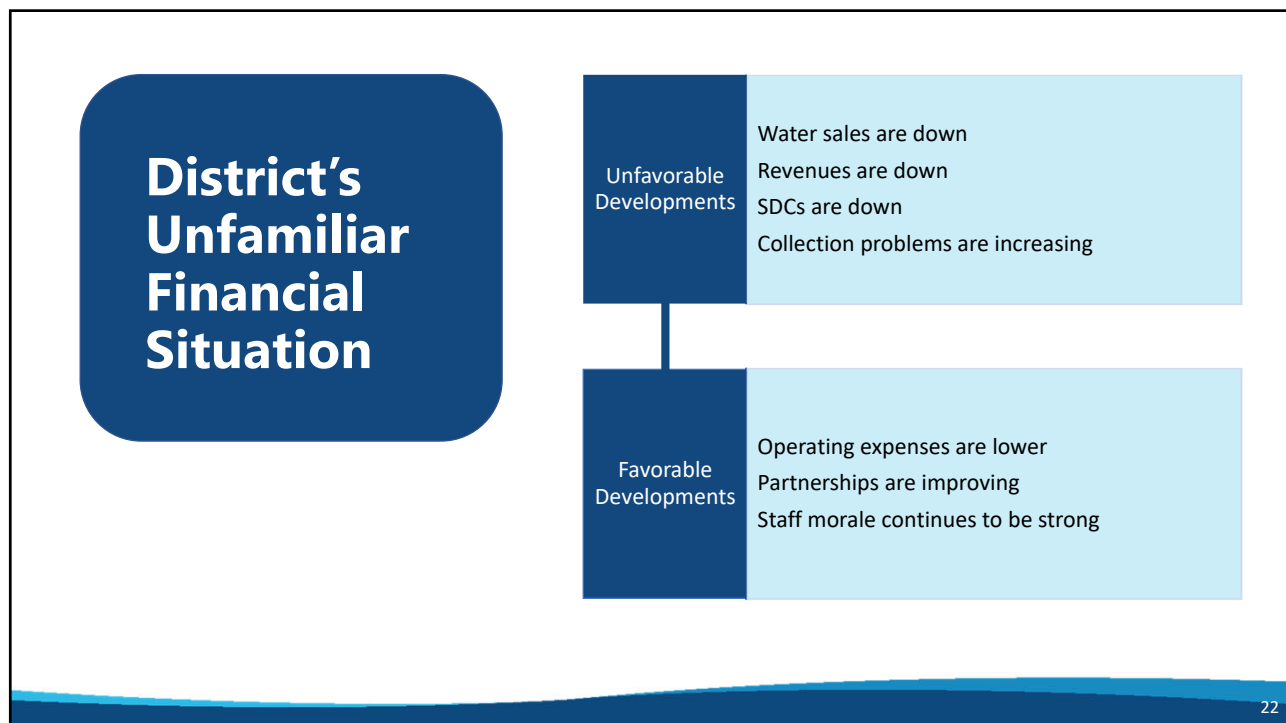 District’s
Unfamiliar
Financial
Situation
Unfavorable
Developments
Water sales are down
Revenues are down
SDCs are down
Collection problems are increasing
Favorable
Developments
Operating expenses are lower
Partnerships are improving
Staff morale continues to be strong
22